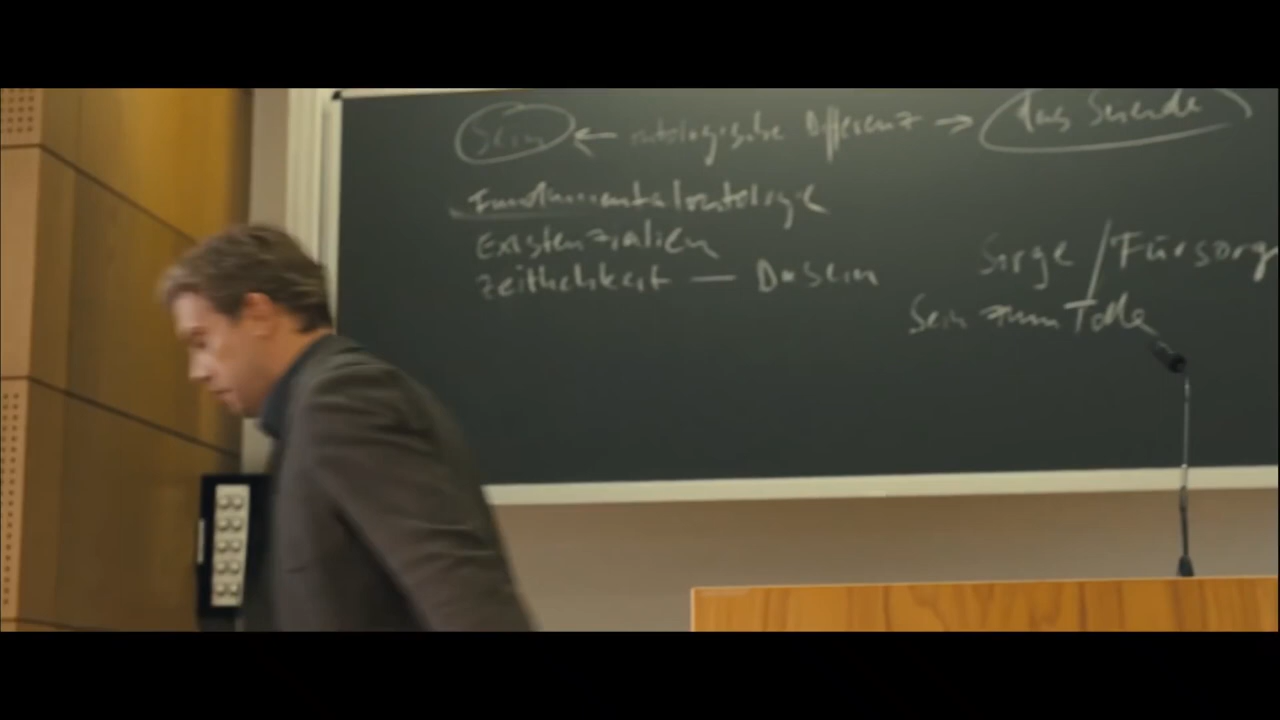 Sein ← ontologische Differenz → das Seiende
Fundamentalontologie
Existenzialien
Zeitlichkeit — Dasein
Sorge / Fürsorg
Sein zum Tode